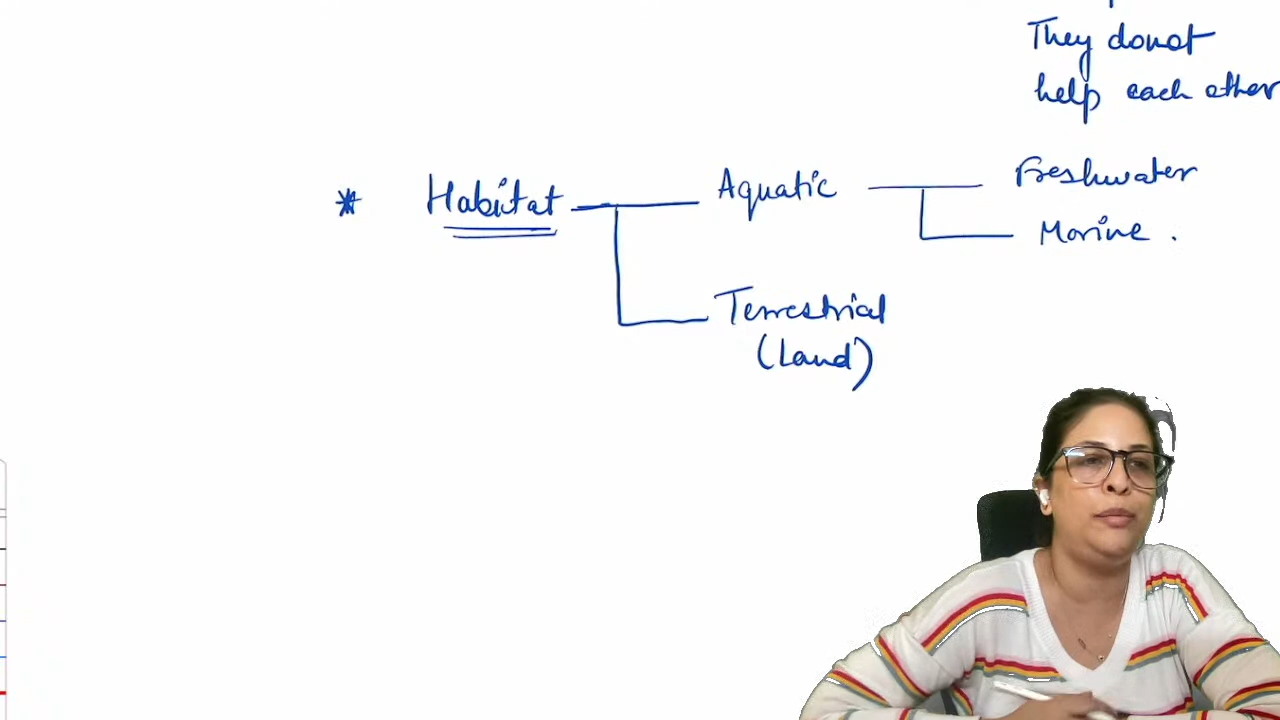 They donot
help each other
* Habitat
Aquatic
Freshwater
Marine .
Terrestrial
(Land)